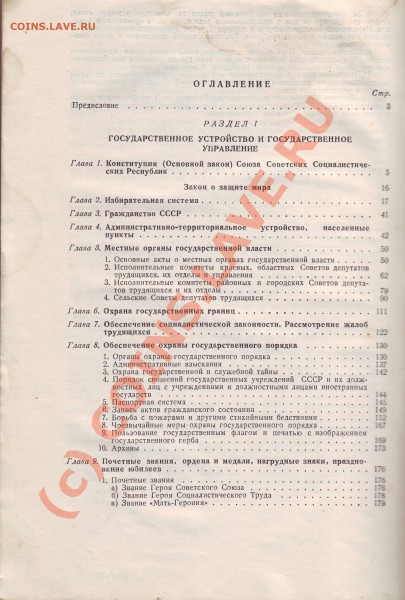 COINS.LAVE.RU
ОГЛАВЛЕНИЕ
Стр.
Предисловие 3
РАЗДЕЛ I
ГОСУДАРСТВЕННОЕ УСТРОЙСТВО И ГОСУДАРСТВЕННОЕ
УПРАВЛЕНИЕ
Глава 1. Конституция (Основной закон) Союза Советских Социалистиче-
ских Республик 5
Закон о защите мира 16
Глава 2. Избирательная система 17
Глава 3. Гражданство СССР 41
Глава 4. Административно-территориальное устройство, населенные
пункты 42
Глава 5. Местные органы государственной власти 50
1. Основные акты о местных органах государственной власти 50
2. Исполнительные комитеты краевых, областных Советов депутатов
трудящихся, их отделы и управления 62
3. Исполнительные комитеты районных и городских Советов депута-
тов трудящихся и их отделы 79
4. Сельские Советы депутатов трудящихся 90
Глава 6. Охрана государственных границ 111
Глава 7. Обеспечение социалистической законности. Рассмотрение жалоб
трудящихся 122
Глава 8. Обеспечение охраны государственного порядка 130
1. Органы охраны государственного порядка 130
2. Административные взыскания 137
3. Охрана государственной и служебной тайны 142
4. Порядок сношений государственных учреждений СССР и их долж-
ностных лиц с учреждениями и должностными лицами иностранных
государств 144
5. Паспортная система 145
6. Запись актов гражданского состояния 149
7. Борьба с пожарами и другими стихийными бедствиями 152
8. Чрезвычайные меры охраны государственного порядка 167
9. Пользование государственным флагом и печатью с изображением
государственного герба 169
10. Архивы 173
Глава 9. Почетные звания, ордена и медали, нагрудные знаки, праздно-
вание юбилеев 176
1. Почетные звания 176
а) Звание Героя Советского Союза 176
б) Звание Героя Социалистического Труда 178
в) Звание «Мать-Героиня» 179
(c) COINS.LAVE.RU